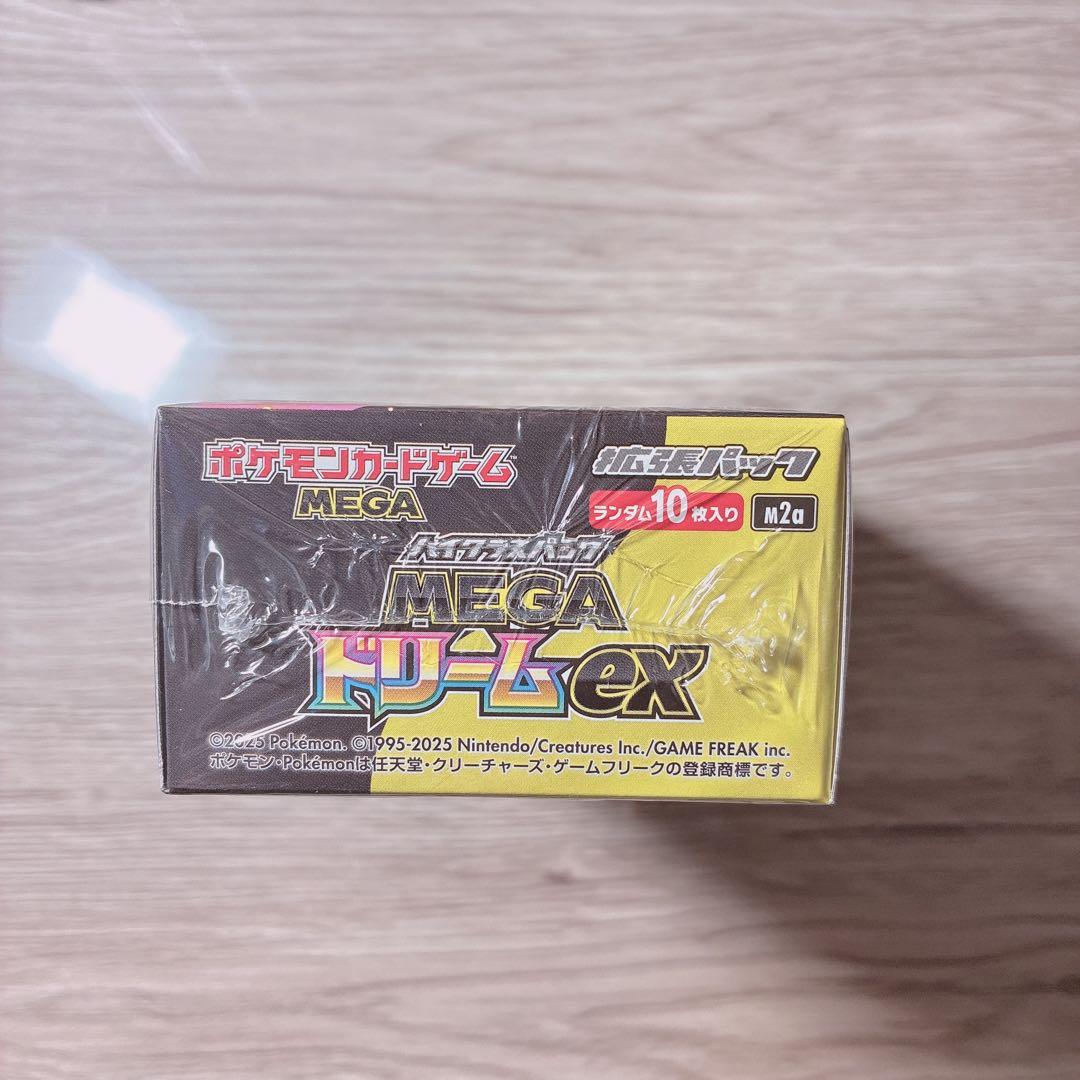 ポケモンカードゲーム™
MEGA
拡張パック
ランダム10枚入り
M2a
ハイクラスパック
MEGA
ドリームex
©2025 Pokémon. ©1995-2025 Nintendo/Creatures Inc./GAME FREAK inc.
ポケモン・Pokémonは任天堂・クリーチャーズ・ゲームフリークの登録商標です。